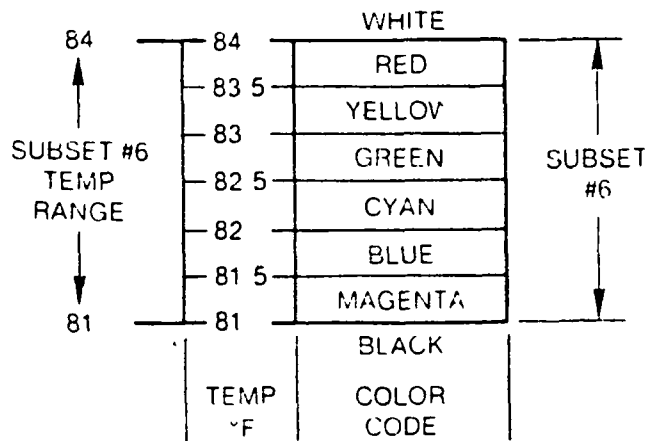 WHITE
84 84
RED
83 5
YELLOW
83
SUBSET #6
TEMP
RANGE
GREEN
SUBSET
#6
82 5
CYAN
82
BLUE
81 5
MAGENTA
81 81
BLACK
TEMP
°F
COLOR
CODE